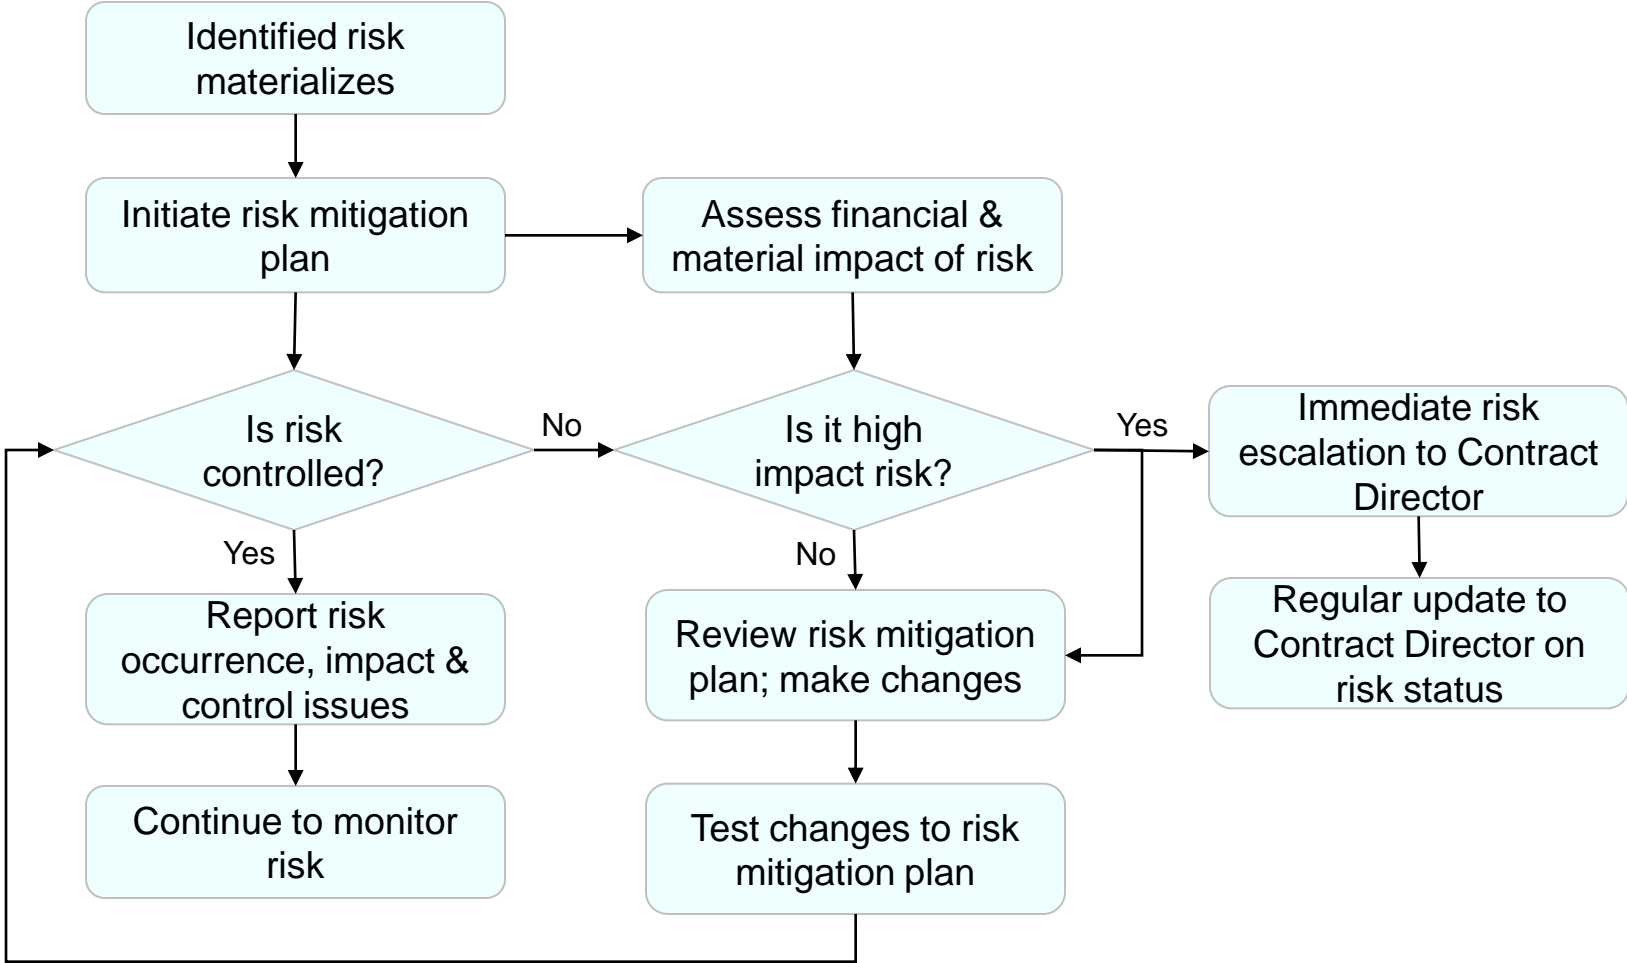 Identified risk
materializes
Initiate risk mitigation
plan
Assess financial &
material impact of risk
Is risk
controlled?
No
Is it high
impact risk?
Yes
Immediate risk
escalation to Contract
Director
Yes
No
Report risk
occurrence, impact &
control issues
Review risk mitigation
plan; make changes
Regular update to
Contract Director on
risk status
Continue to monitor
risk
Test changes to risk
mitigation plan